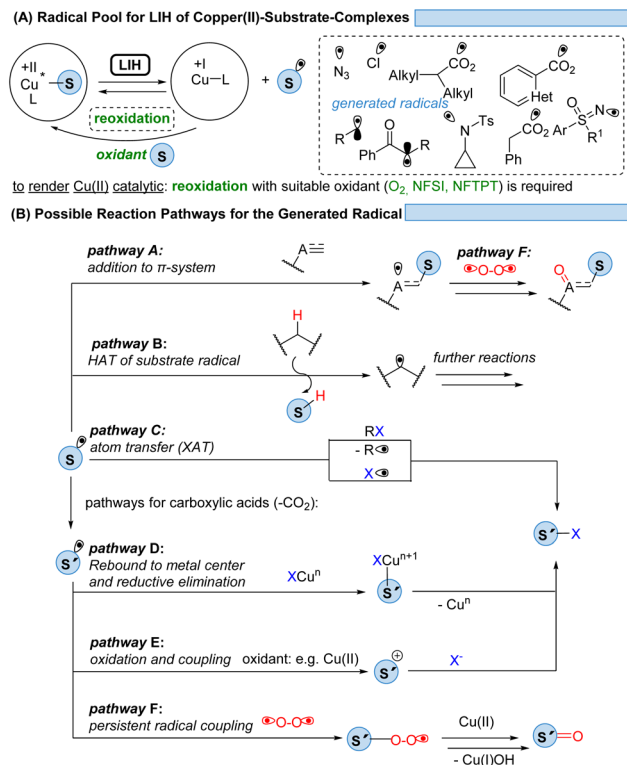 (A) Radical Pool for LIH of Copper(II)-Substrate-Complexes
+II
Cu * S
L
LIH
+I
Cu—L
+ S
reoxidation
oxidant S
N3
Cl
Alkyl
CO2
Alkyl
CO2
Het
generated radicals
R
Ph
O
R
N Ts
CO2
Ph
O
S N
Ar
R1
to render Cu(II) catalytic: reoxidation with suitable oxidant (O2, NFSI, NFTPT) is required
(B) Possible Reaction Pathways for the Generated Radical
pathway A:
addition to π-system
A
A
S
pathway F:
O-O
O
A
S
pathway B:
HAT of substrate radical
H
S H
further reactions
pathway C:
atom transfer (XAT)
S
RX
- R
X
pathways for carboxylic acids (-CO2):
S' X
S'
pathway D:
Rebound to metal center
and reductive elimination
XCun
XCun+1
S'
- Cun
pathway E:
oxidation and coupling
oxidant: e.g. Cu(II)
S' +
X-
pathway F:
persistent radical coupling
O-O
S' O-O
Cu(II)
- Cu(I)OH
S'=O